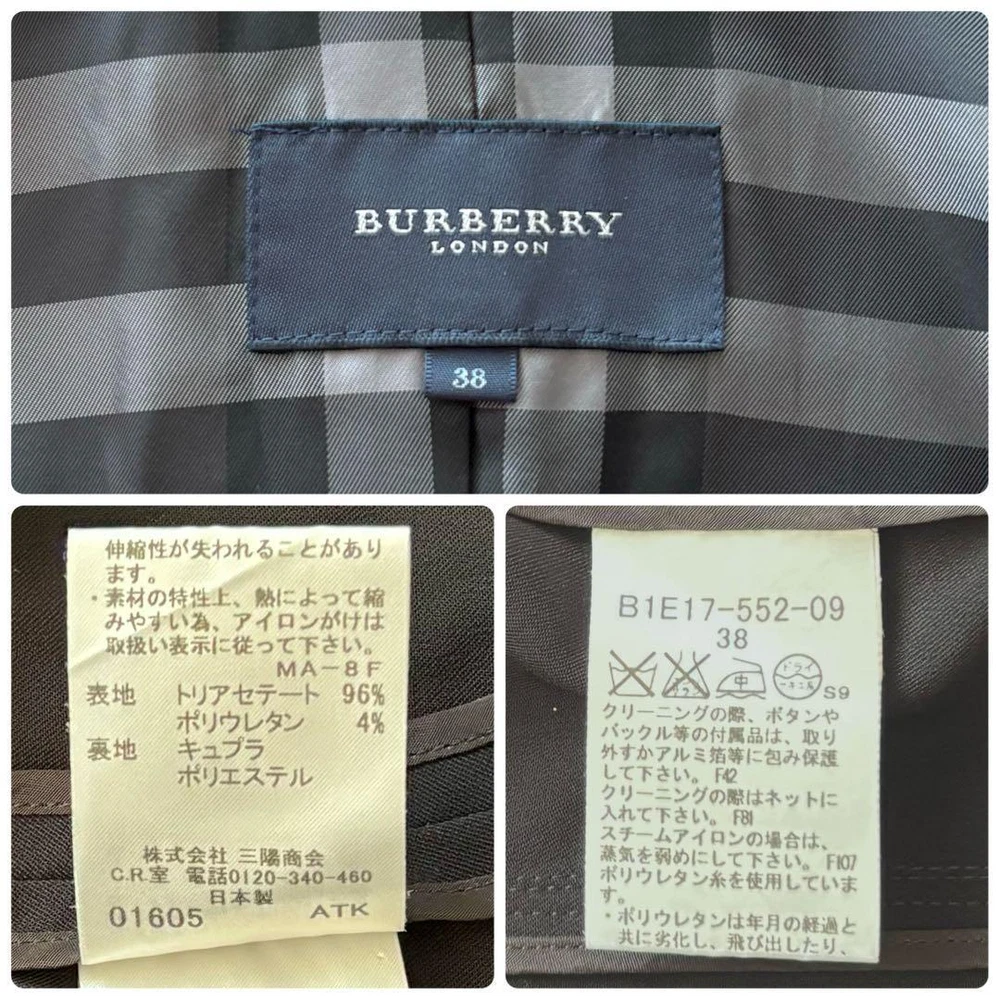 BURBERRY
LONDON
38
伸縮性が失われることがあり
ます。
・素材の特性上、熱によって縮
みやすい為、アイロンがけは
取扱い表示に従って下さい。
MA-8F
表地 トリアセテート 96%
ポリウレタン 4%
裏地 キュプラ
ポリエステル
株式会社 三陽商会
C.R.室 電話0120-340-460
日本製
01605 ATK
B1E17-552-09
38
中 ドライ
S9
クリーニングの際、ボタンや
バックル等の付属品は、取り
外すかアルミ箔等に包み保護
して下さい。 F42
クリーニングの際はネットに
入れて下さい。 F81
スチームアイロンの場合は、
蒸気を弱めにして下さい。 F107
ポリウレタン糸を使用していま
す。
・ポリウレタンは年月の経過と
共に劣化し、飛び出したり、